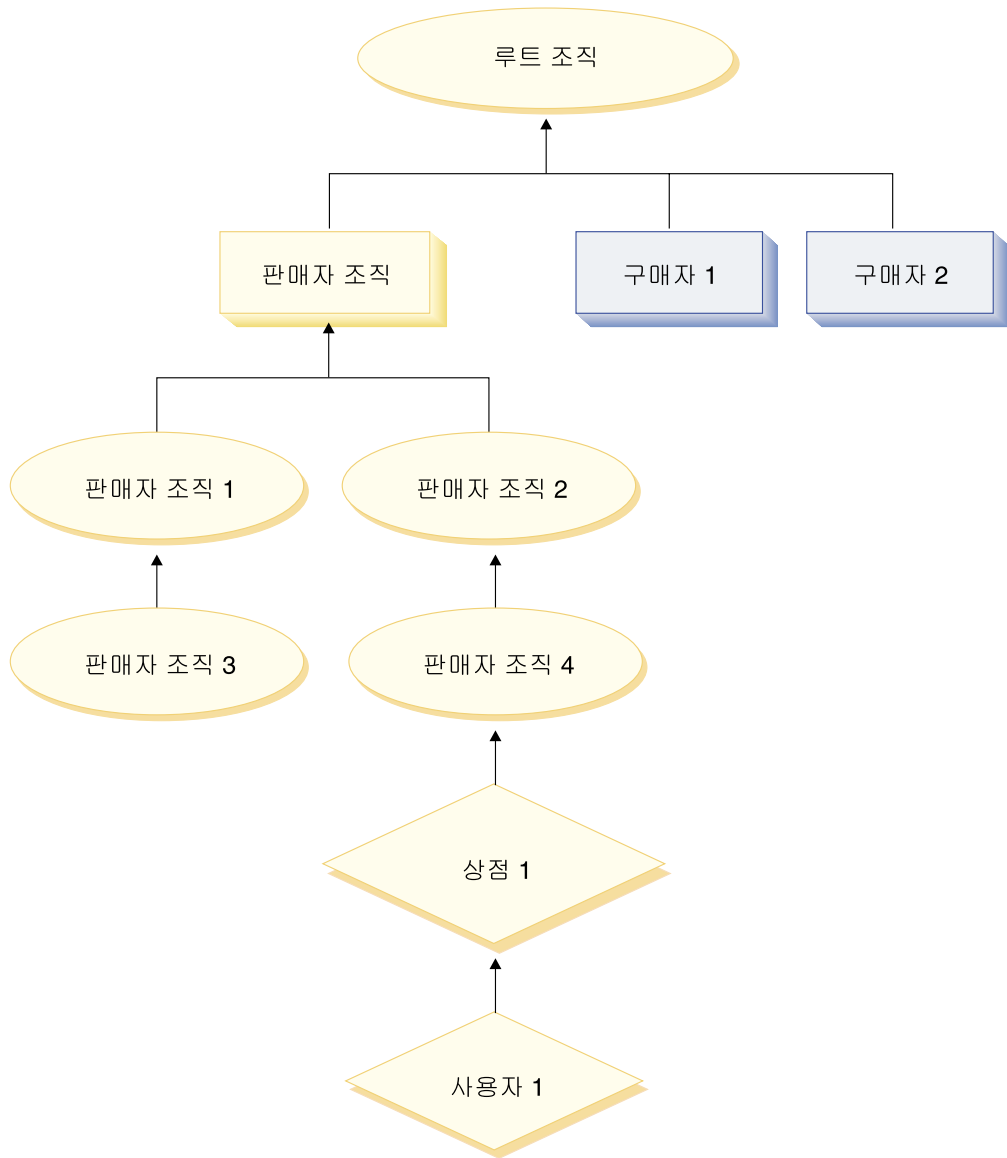 루트 조직
판매자 조직
구매자 1
구매자 2
판매자 조직 1
판매자 조직 2
판매자 조직 3
판매자 조직 4
상점 1
사용자 1